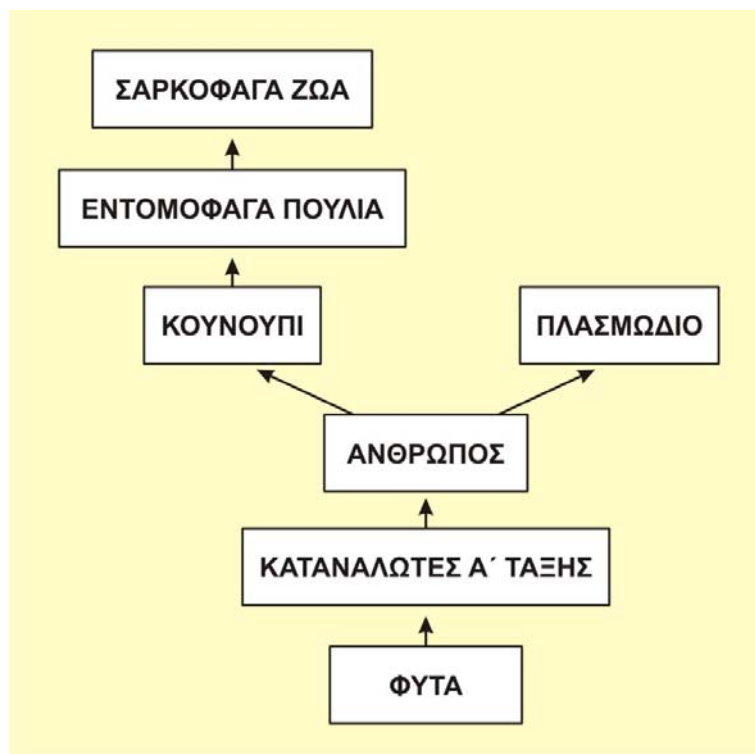 ΣΑΡΚΟΦΑΓΑ ΖΩΑ
ΕΝΤΟΜΟΦΑΓΑ ΠΟΥΛΙΑ
ΚΟΥΝΟΥΠΙ
ΠΛΑΣΜΩΔΙΟ
ΑΝΘΡΩΠΟΣ
ΚΑΤΑΝΑΛΩΤΕΣ Α΄ ΤΑΞΗΣ
ΦΥΤΑ